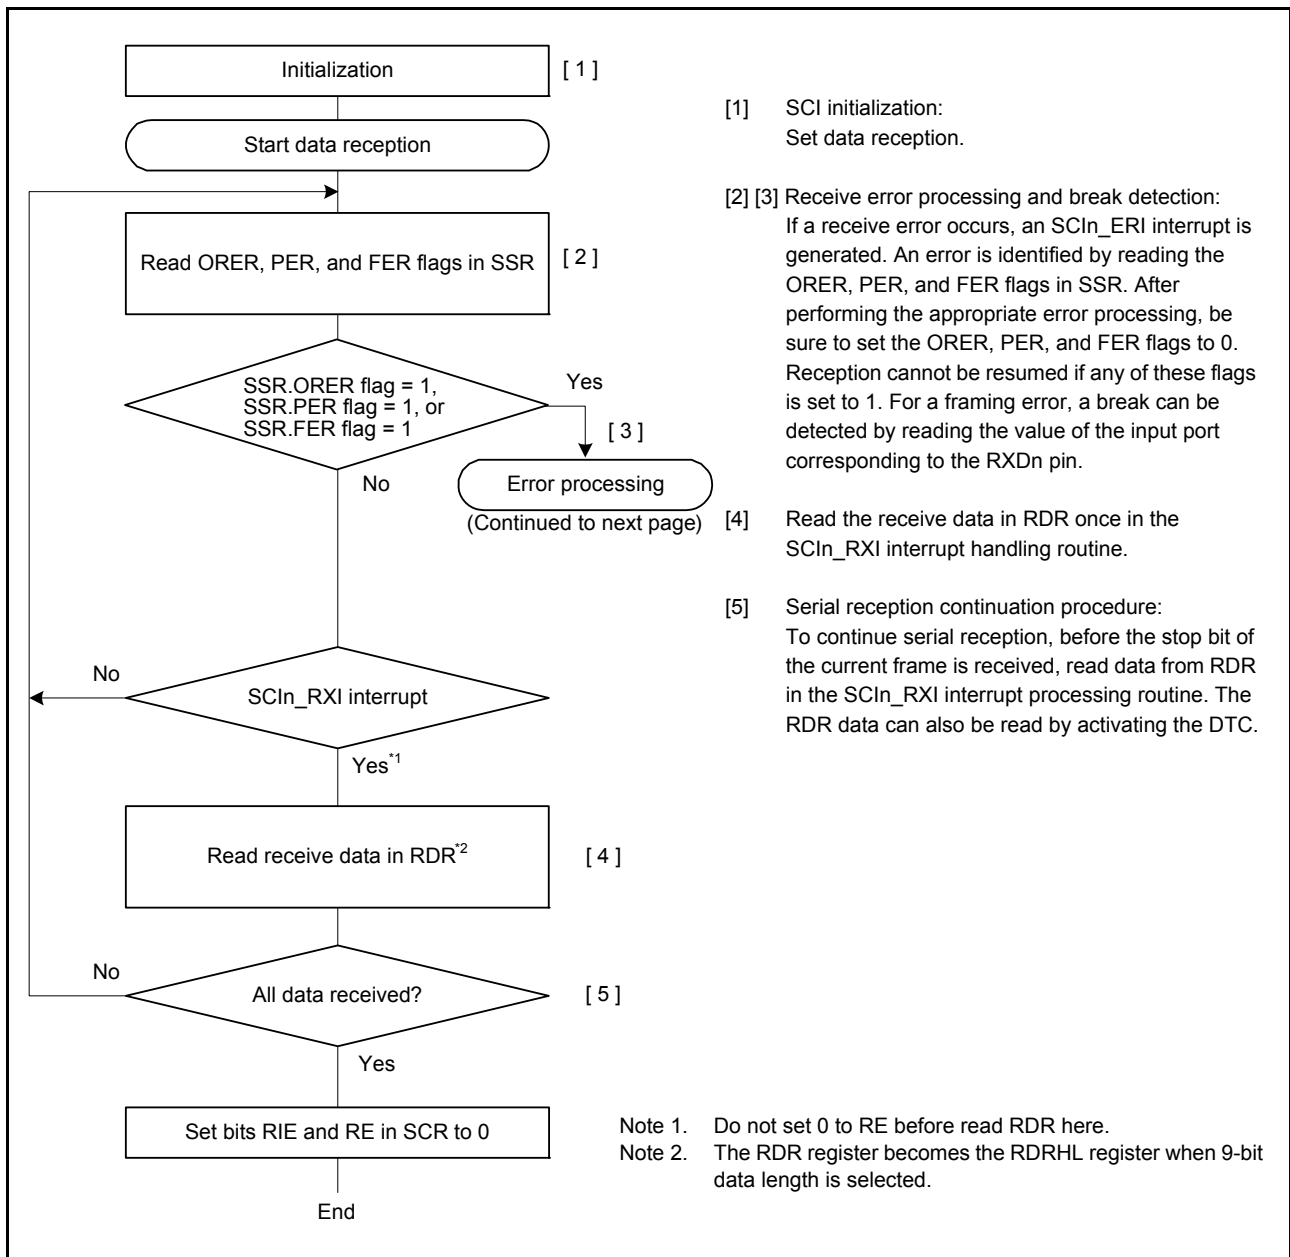 Initialization
[ 1 ]
Start data reception
Read ORER, PER, and FER flags in SSR
[ 2 ]
SSR.ORER flag = 1,
SSR.PER flag = 1, or
SSR.FER flag = 1
Yes
[ 3 ]
No
Error processing
(Continued to next page)
No
SCIn_RXI interrupt
Yes*1
Read receive data in RDR*2
[ 4 ]
No
All data received?
[ 5 ]
Yes
Set bits RIE and RE in SCR to 0
End
[1] SCI initialization:
Set data reception.
[2] [3] Receive error processing and break detection:
If a receive error occurs, an SCIn_ERI interrupt is
generated. An error is identified by reading the
ORER, PER, and FER flags in SSR. After
performing the appropriate error processing, be
sure to set the ORER, PER, and FER flags to 0.
Reception cannot be resumed if any of these flags
is set to 1. For a framing error, a break can be
detected by reading the value of the input port
corresponding to the RXDn pin.
[4] Read the receive data in RDR once in the
SCIn_RXI interrupt handling routine.
[5] Serial reception continuation procedure:
To continue serial reception, before the stop bit of
the current frame is received, read data from RDR
in the SCIn_RXI interrupt processing routine. The
RDR data can also be read by activating the DTC.
Note 1. Do not set 0 to RE before read RDR here.
Note 2. The RDR register becomes the RDRHL register when 9-bit
data length is selected.